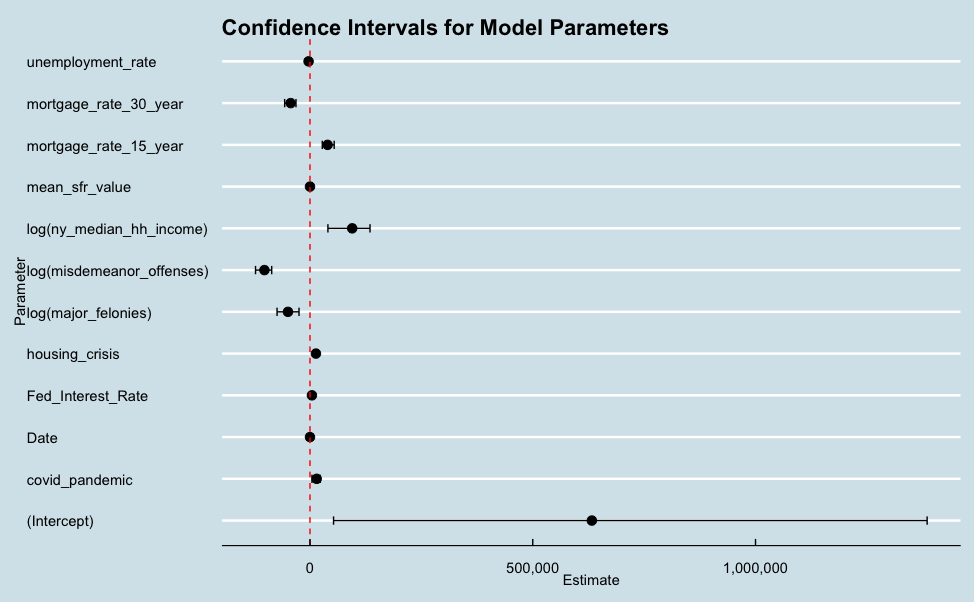 Confidence Intervals for Model Parameters
unemployment_rate
mortgage_rate_30_year
mortgage_rate_15_year
mean_sfr_value
log(ny_median_hh_income)
log(misdemeanor_offenses)
Parameter
log(major_felonies)
housing_crisis
Fed_Interest_Rate
Date
covid_pandemic
(Intercept)
0 500,000 1,000,000
Estimate